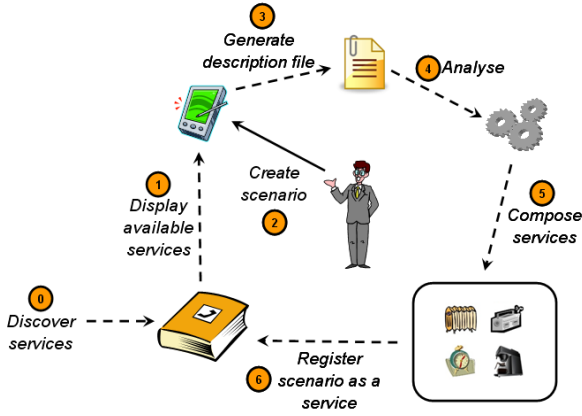 3
Generate
description file
4
Analyse
1
Display
available
services
Create
scenario
2
5
Compose
services
0
Discover
services
6
Register
scenario as a
service